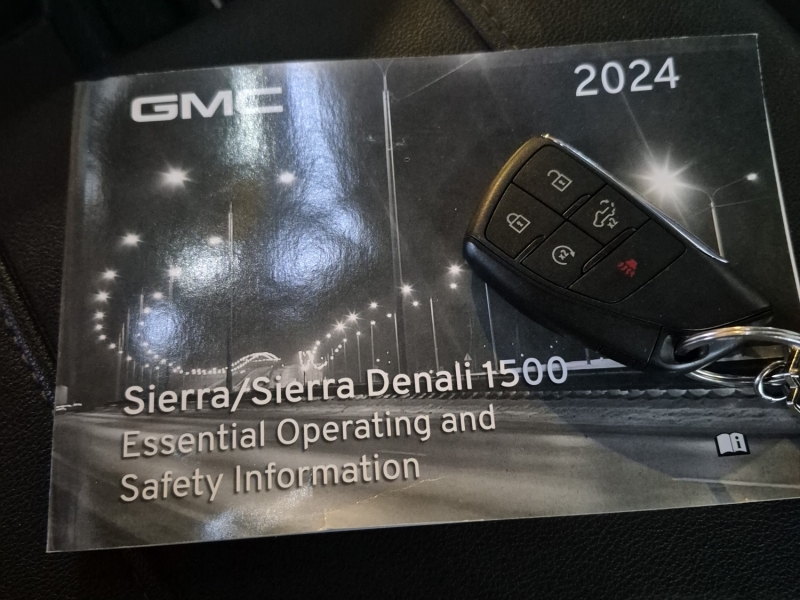 GMC
2024
Sierra/Sierra Denali 1500
Essential Operating and
Safety Information